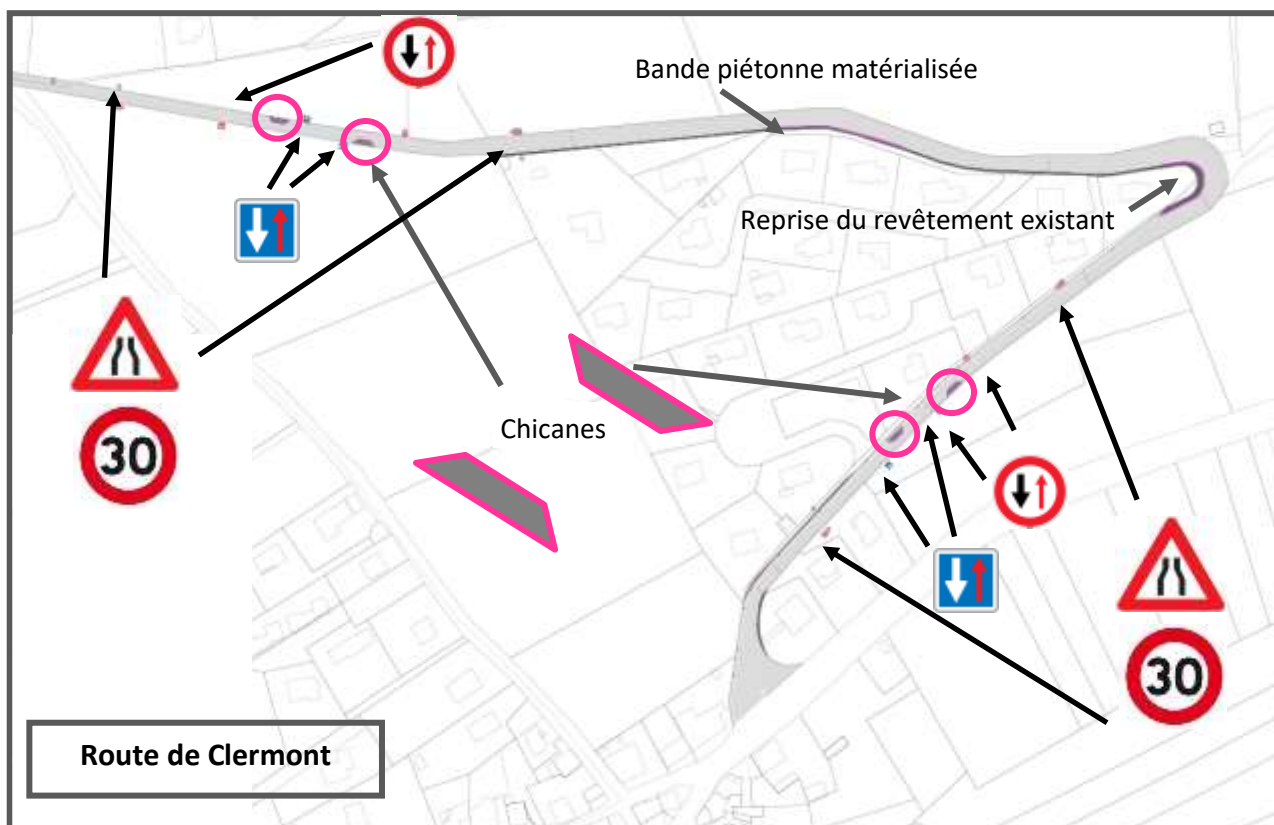 Bande piétonne matérialisée
Reprise du revêtement existant
Chicanes
30
30
Route de Clermont